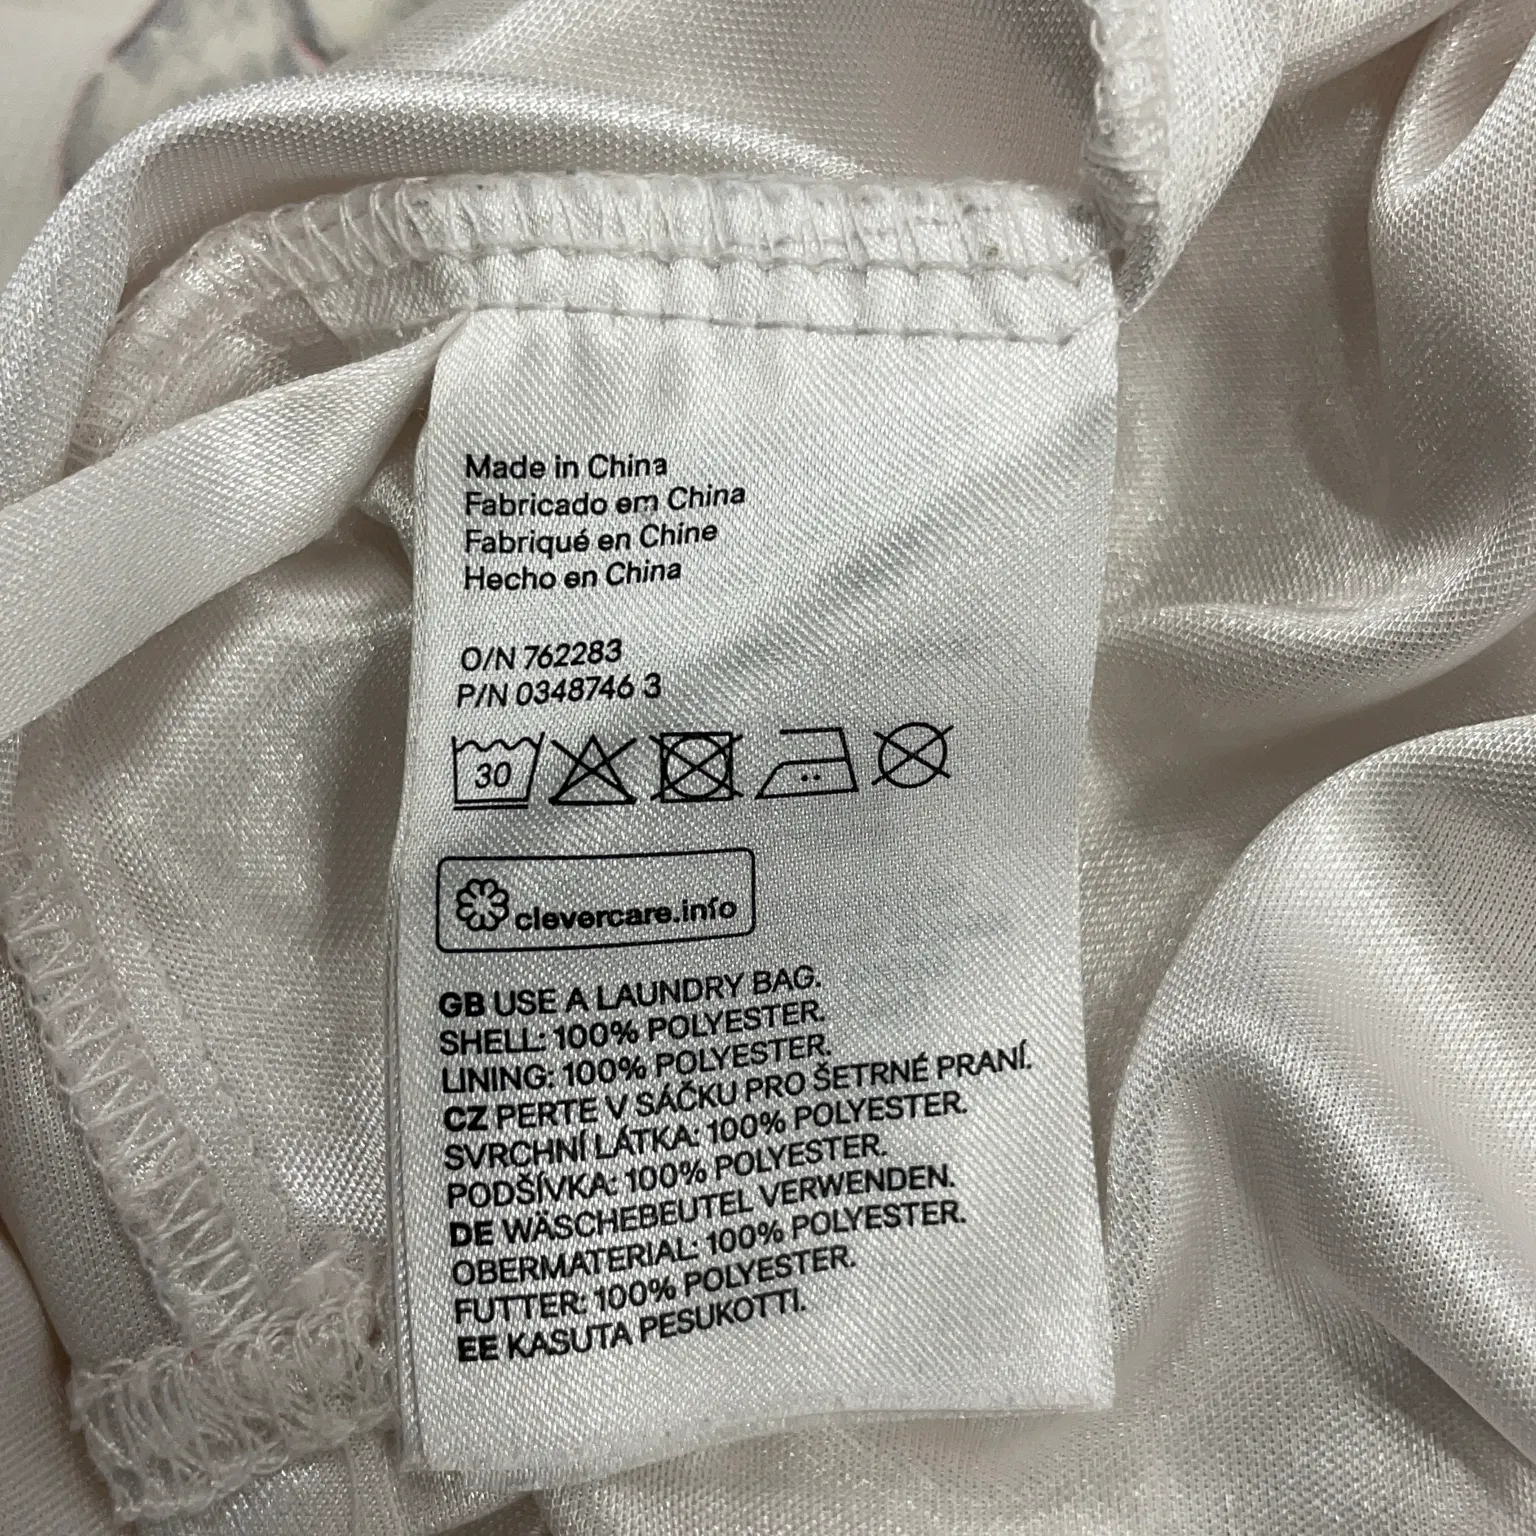 Made in China
Fabricado em China
Fabriqué en Chine
Hecho en China
O/N 762283
P/N 0348746 3
30
clevercare.info
GB USE A LAUNDRY BAG.
SHELL: 100% POLYESTER.
LINING: 100% POLYESTER.
CZ PERTE V SÁČKU PRO ŠETRNÉ PRANÍ.
SVRCHNÍ LÁTKA: 100% POLYESTER.
PODŠÍVKA: 100% POLYESTER.
DE WÄSCHEBEUTEL VERWENDEN.
OBERMATERIAL: 100% POLYESTER.
FUTTER: 100% POLYESTER.
EE KASUTA PESUKOTTI.